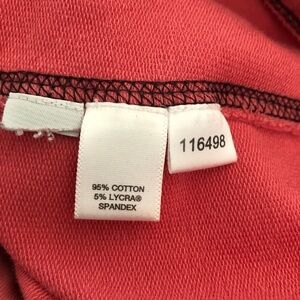 116498
95% COTTON
5% LYCRA®
SPANDEX